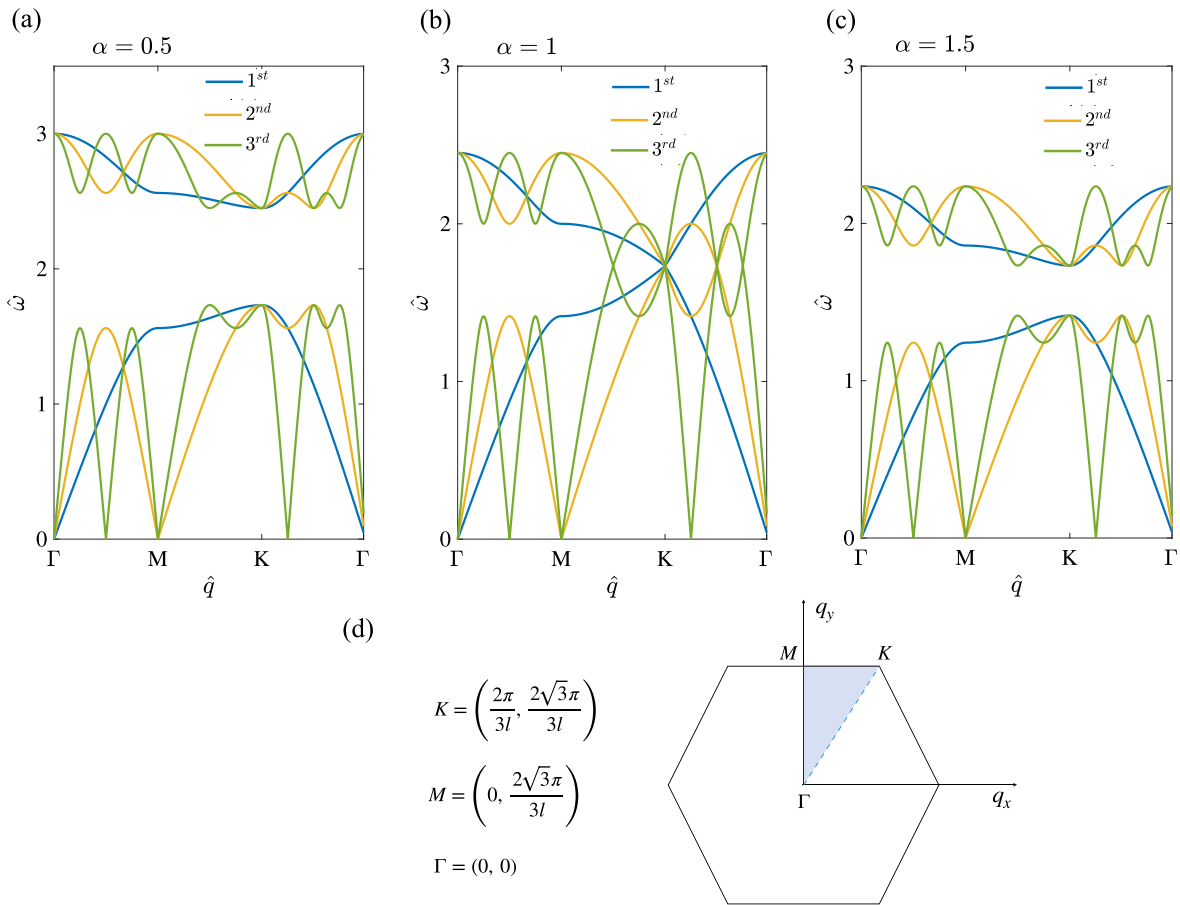 (a)
α = 0.5
1st
2nd
3rd
3
2
1
0
ω̂
Γ M K Γ
q̂
(b)
α = 1
1st
2nd
3rd
3
2
1
0
ω̂
Γ M K Γ
q̂
(c)
α = 1.5
1st
2nd
3rd
3
2
1
0
ω̂
Γ M K Γ
q̂
(d)
K = (2π/3l, 2√3π/3l)
M = (0, 2√3π/3l)
Γ = (0, 0)
q_y
M K
Γ
q_x